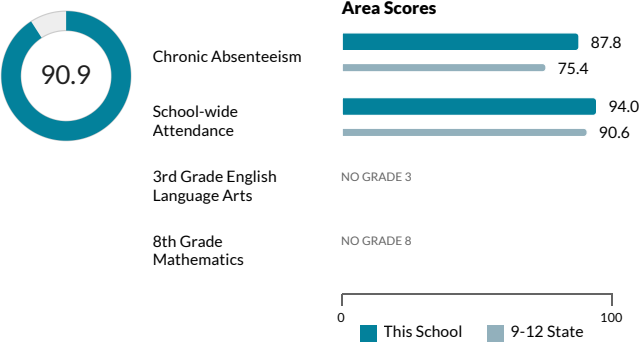 Area Scores
90.9
Chronic Absenteeism
87.8
75.4
School-wide
Attendance
94.0
90.6
3rd Grade English
Language Arts
NO GRADE 3
8th Grade
Mathematics
NO GRADE 8
0
100
This School
9-12 State